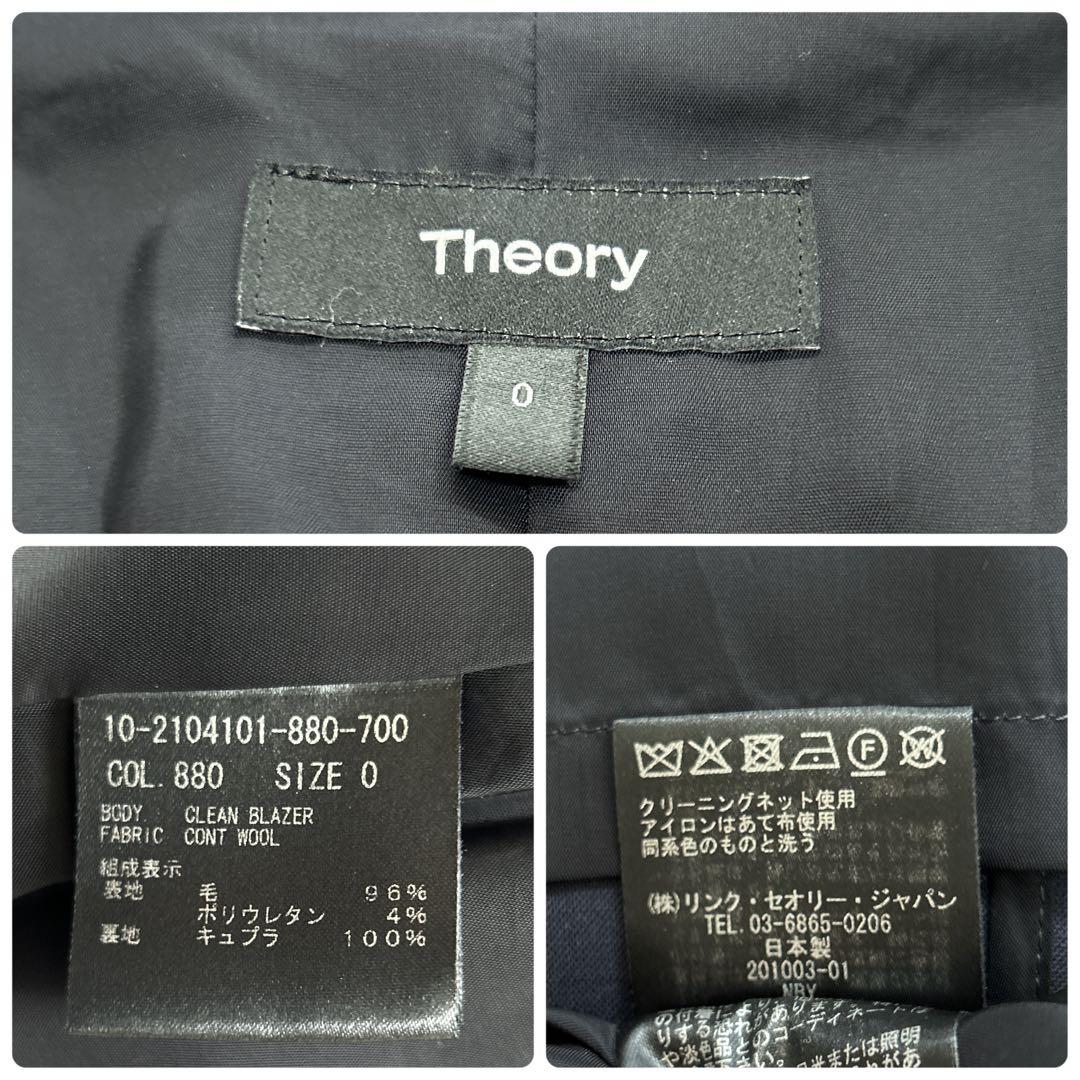 Theory
0
10-2104101-880-700
COL. 880 SIZE 0
BODY. CLEAN BLAZER
FABRIC CONT WOOL
組成表示
表地 毛 96%
ポリウレタン 4%
裏地 キュプラ 100%
F W
クリーニングネット使用
アイロンはあて布使用
同系色のものと洗う
(株)リンク・セオリー・ジャパン
TEL. 03-6865-0206
日本製
201003-01
NBY